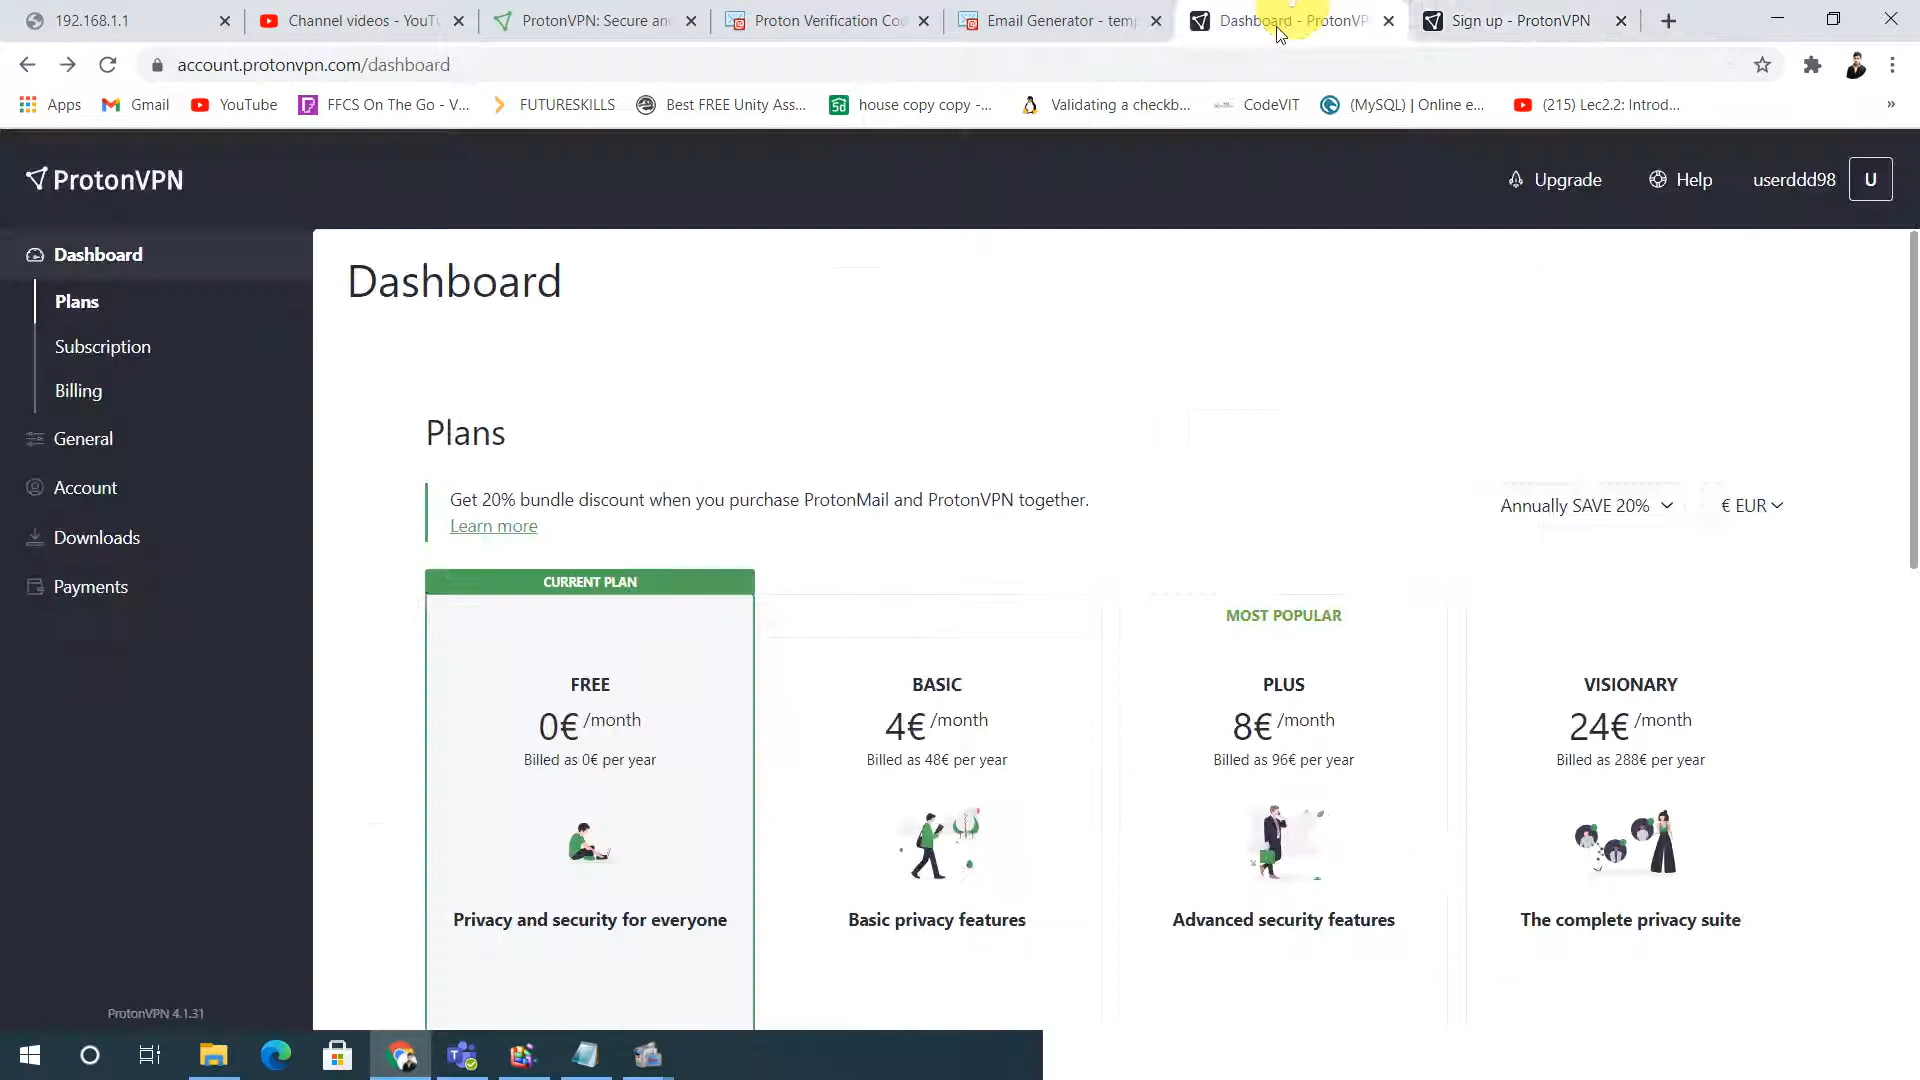 192.168.1.1
Channel videos - YouTu
ProtonVPN: Secure an
Proton Verification Co
Email Generator - temp
Dashboard - ProtonVP
Sign up - ProtonVPN
account.protonvpn.com/dashboard
Apps
Gmail
YouTube
FFCS On The Go - V...
FUTURESKILLS
Best FREE Unity Ass...
house copy copy -...
Validating a checkb...
CodeVIT
(MySQL) | Online e...
(215) Lec2.2: Introd...
»
ProtonVPN
Upgrade
Help
userddd98
U
Dashboard
Plans
Subscription
Billing
General
Account
Downloads
Payments
ProtonVPN 4.1.31
Dashboard
Plans
Get 20% bundle discount when you purchase ProtonMail and ProtonVPN together.
Learn more
Annually SAVE 20%
€ EUR
CURRENT PLAN
FREE
0€ /month
Billed as 0€ per year
Privacy and security for everyone
BASIC
4€ /month
Billed as 48€ per year
Basic privacy features
MOST POPULAR
PLUS
8€ /month
Billed as 96€ per year
Advanced security features
VISIONARY
24€ /month
Billed as 288€ per year
The complete privacy suite